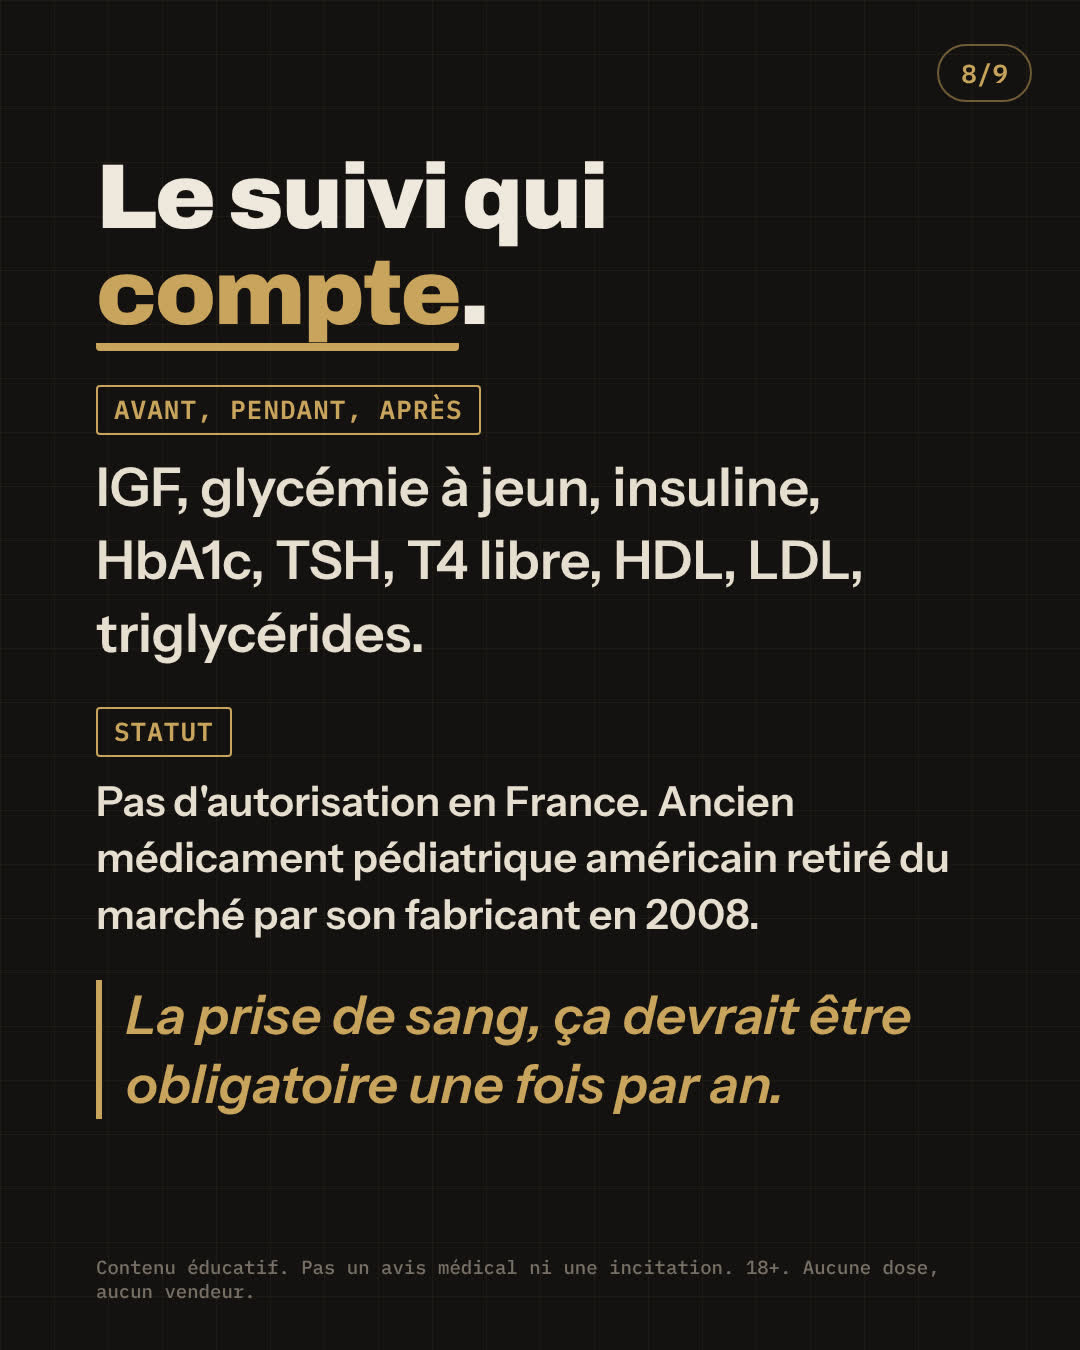 8/9
Le suivi qui
compte.
AVANT, PENDANT, APRÈS
IGF, glycémie à jeun, insuline,
HbA1c, TSH, T4 libre, HDL, LDL,
triglycérides.
STATUT
Pas d'autorisation en France. Ancien
médicament pédiatrique américain retiré du
marché par son fabricant en 2008.
La prise de sang, ça devrait être
obligatoire une fois par an.
Contenu éducatif. Pas un avis médical ni une incitation. 18+. Aucune dose,
aucun vendeur.